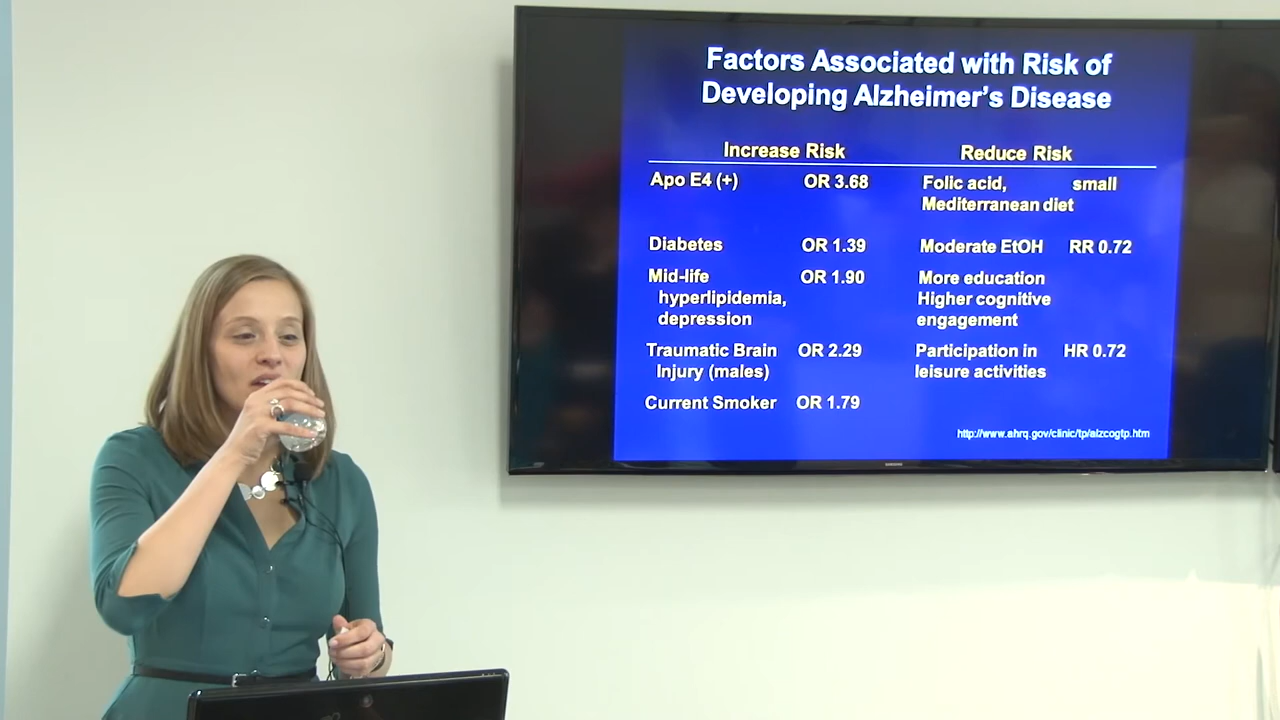 Factors Associated with Risk of
Developing Alzheimer's Disease
Increase Risk Reduce Risk
Apo E4 (+) OR 3.68 Folic acid, small
Mediterranean diet
Diabetes OR 1.39 Moderate EtOH RR 0.72
Mid-life OR 1.90 More education
hyperlipidemia, Higher cognitive
depression engagement
Traumatic Brain OR 2.29 Participation in HR 0.72
Injury (males) leisure activities
Current Smoker OR 1.79
http://www.ahrq.gov/clinic/tp/alzcogtp.htm
SAMSUNG